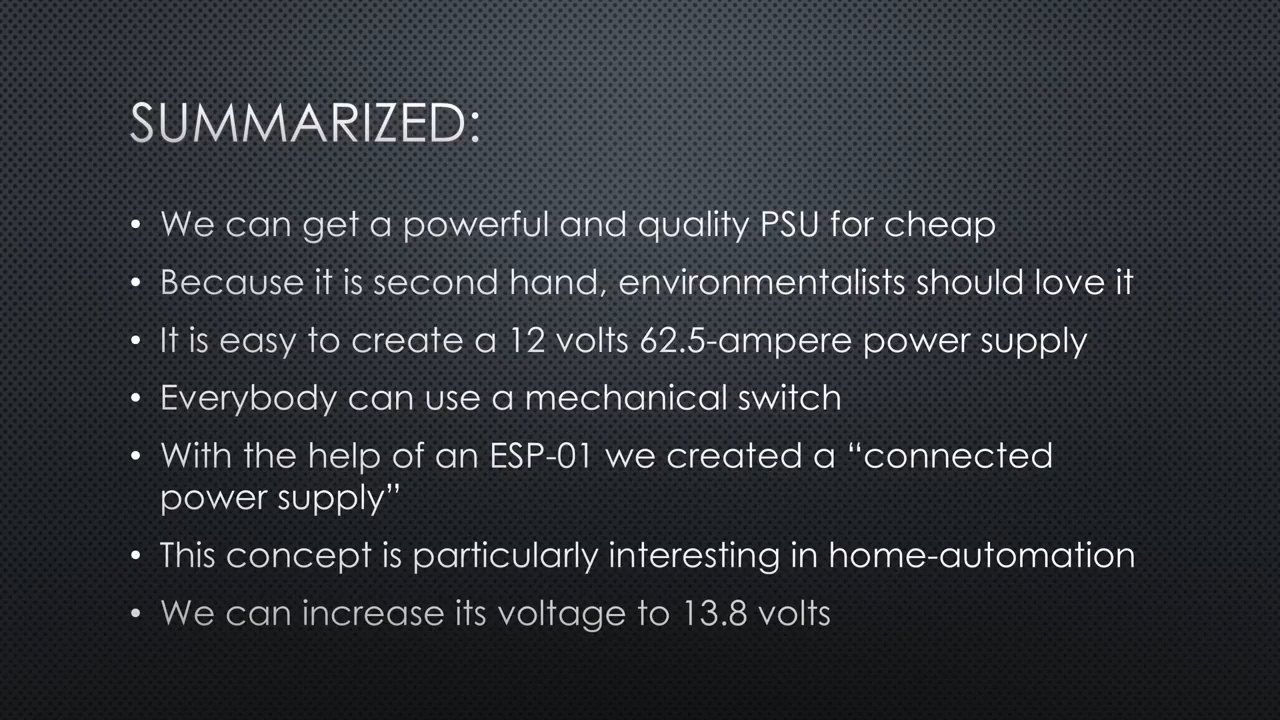 SUMMARIZED:
• We can get a powerful and quality PSU for cheap
• Because it is second hand, environmentalists should love it
• It is easy to create a 12 volts 62.5-ampere power supply
• Everybody can use a mechanical switch
• With the help of an ESP-01 we created a “connected
power supply”
• This concept is particularly interesting in home-automation
• We can increase its voltage to 13.8 volts